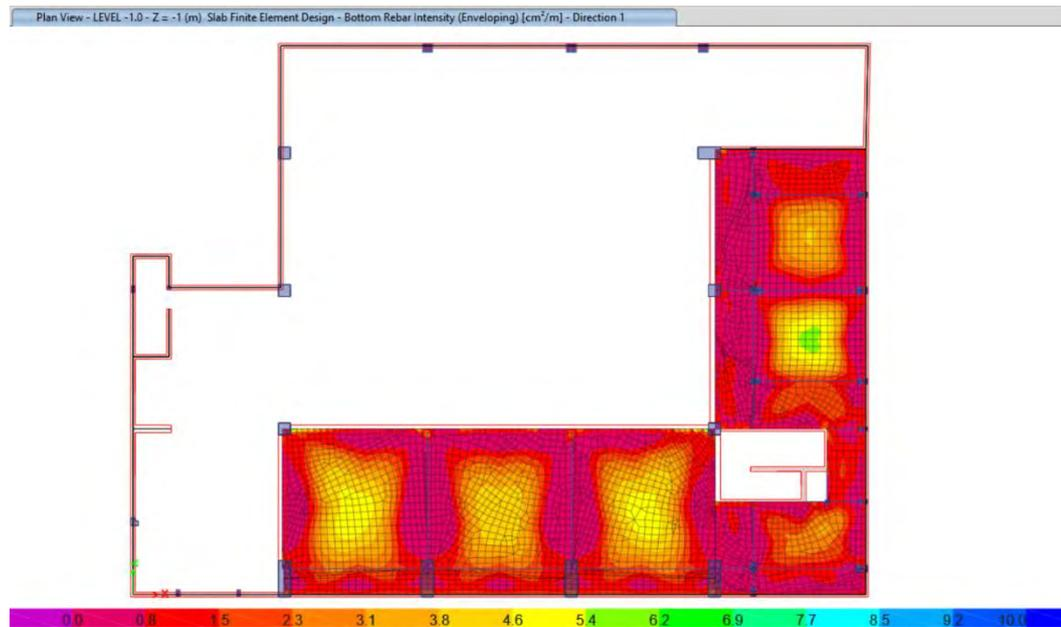 Plan View - LEVEL -1.0 - Z = -1 (m) Slab Finite Element Design - Bottom Rebar Intensity (Enveloping) [cm²/m] - Direction 1
X
0.0 0.8 1.5 2.3 3.1 3.8 4.6 5.4 6.2 6.9 7.7 8.5 9.2 10.0